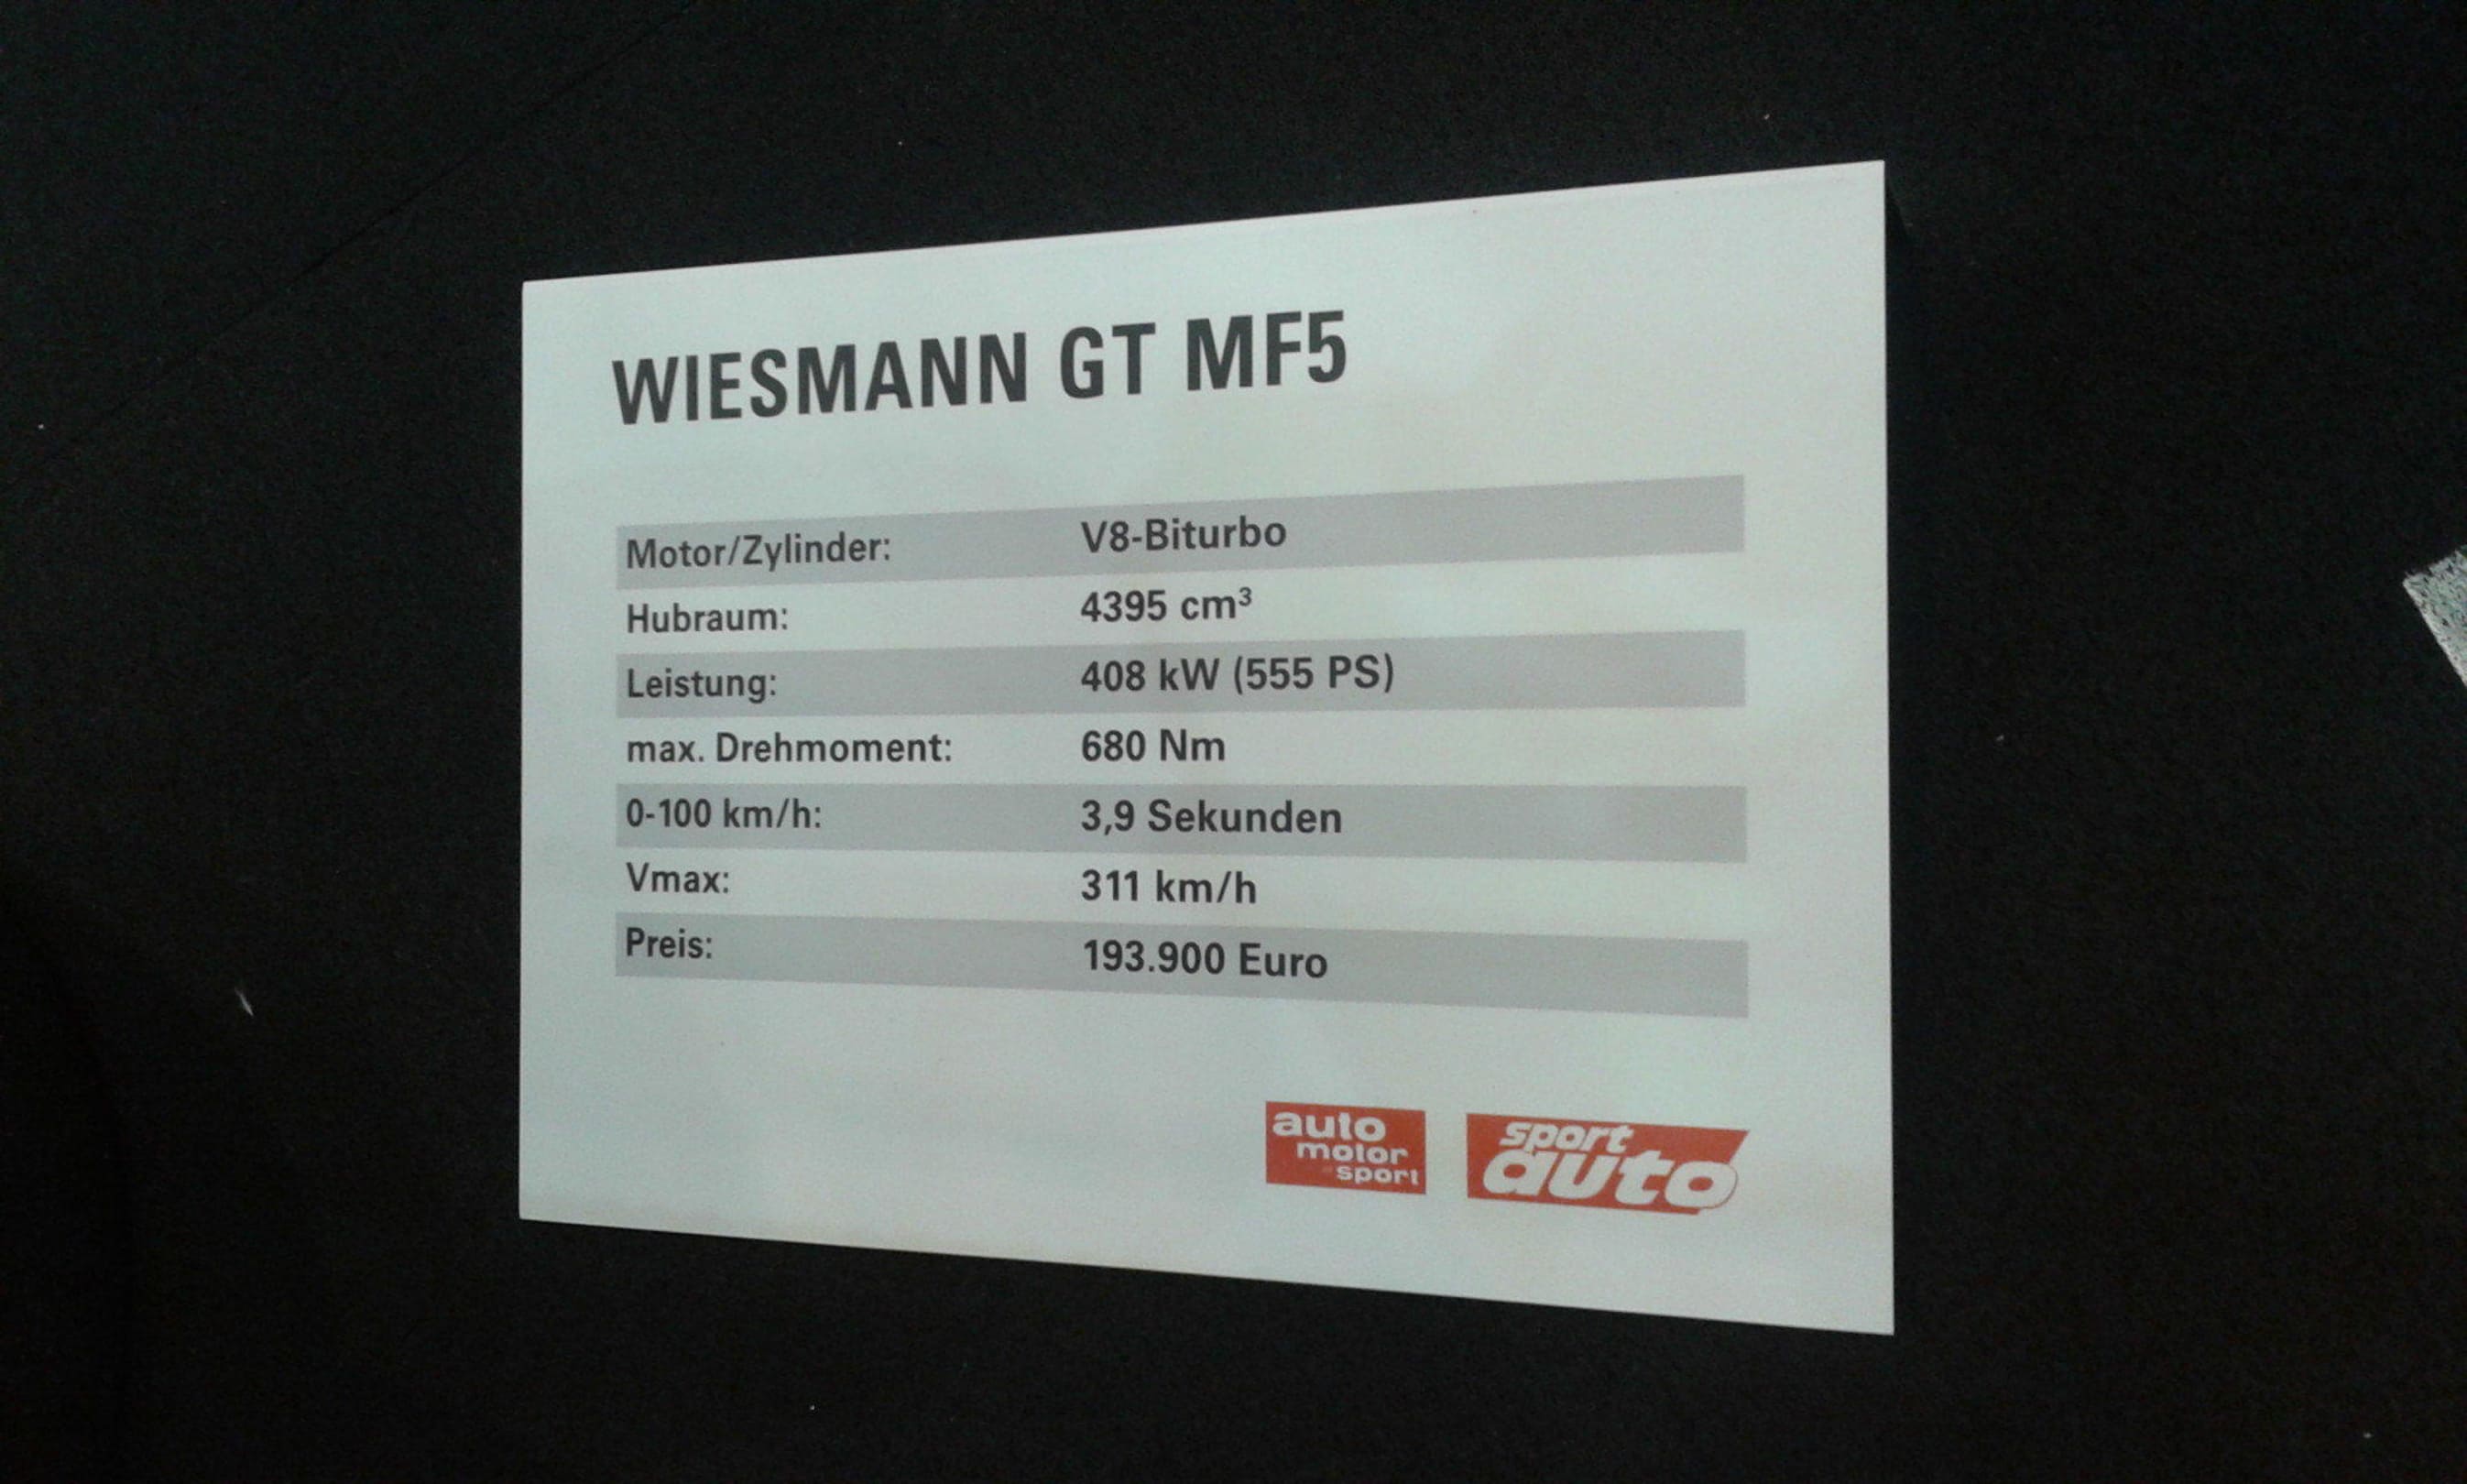 WIESMANN GT MF5
Motor/Zylinder: V8-Biturbo
Hubraum: 4395 cm³
Leistung: 408 kW (555 PS)
max. Drehmoment: 680 Nm
0-100 km/h: 3,9 Sekunden
Vmax: 311 km/h
Preis: 193.900 Euro
auto
motor
sport
sport
auto